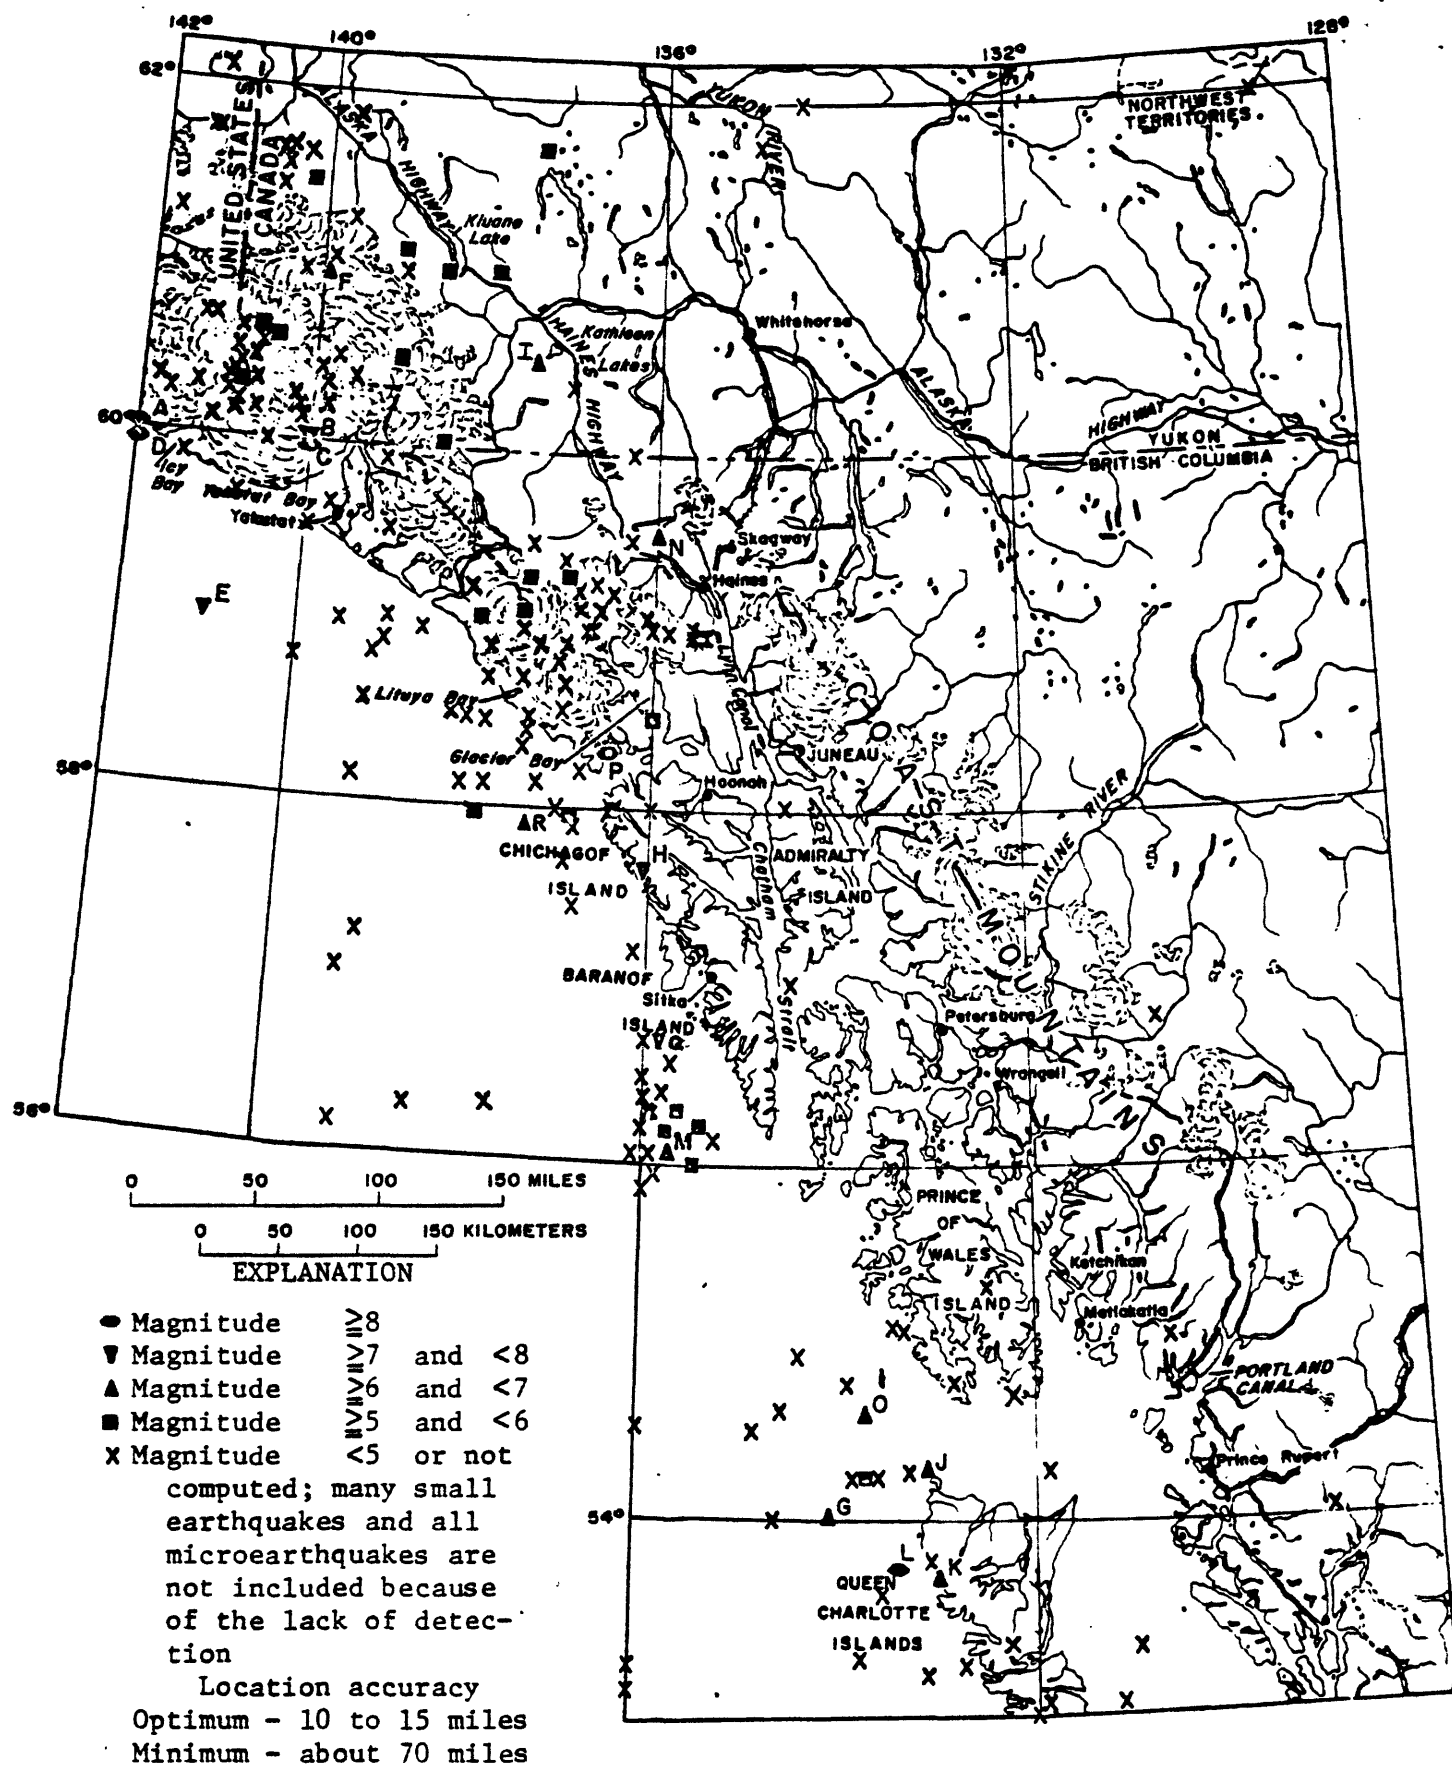 142°
140°
136°
132°
128°
62°
NORTHWEST
TERRITORIES
YUKON
RIVER
UNITED STATES
CANADA
ALASKA
HIGHWAY
Kluane
Lake
F
Whitehorse
HAINES
HIGHWAY
Kathleen
Lakes
I
ALASKA
HIGHWAY
YUKON
BRITISH COLUMBIA
60°
A
B
C
D
Icy
Bay
Yakutat Bay
Yakutat
N
Skagway
Haines
E
Lynn Canal
Lituya Bay
Glacier Bay
P
COAST MOUNTAINS
JUNEAU
58°
Hoonah
R
CHICHAGOF
ISLAND
H
Chatham
Strait
ADMIRALTY
ISLAND
STIKINE RIVER
BARANOF
ISLAND
Sitka
Petersburg
Wrangell
56°
M
0 50 100 150 MILES
0 50 100 150 KILOMETERS
PRINCE
OF
WALES
ISLAND
Ketchikan
Metlakatla
PORTLAND
CANAL
O
J
Prince Rupert
54°
G
L
K
QUEEN
CHARLOTTE
ISLANDS
EXPLANATION
Magnitude ≧8
Magnitude ≧7 and <8
Magnitude ≧6 and <7
Magnitude ≧5 and <6
X Magnitude <5 or not
computed; many small
earthquakes and all
microearthquakes are
not included because
of the lack of detec-
tion
Location accuracy
Optimum - 10 to 15 miles
Minimum - about 70 miles